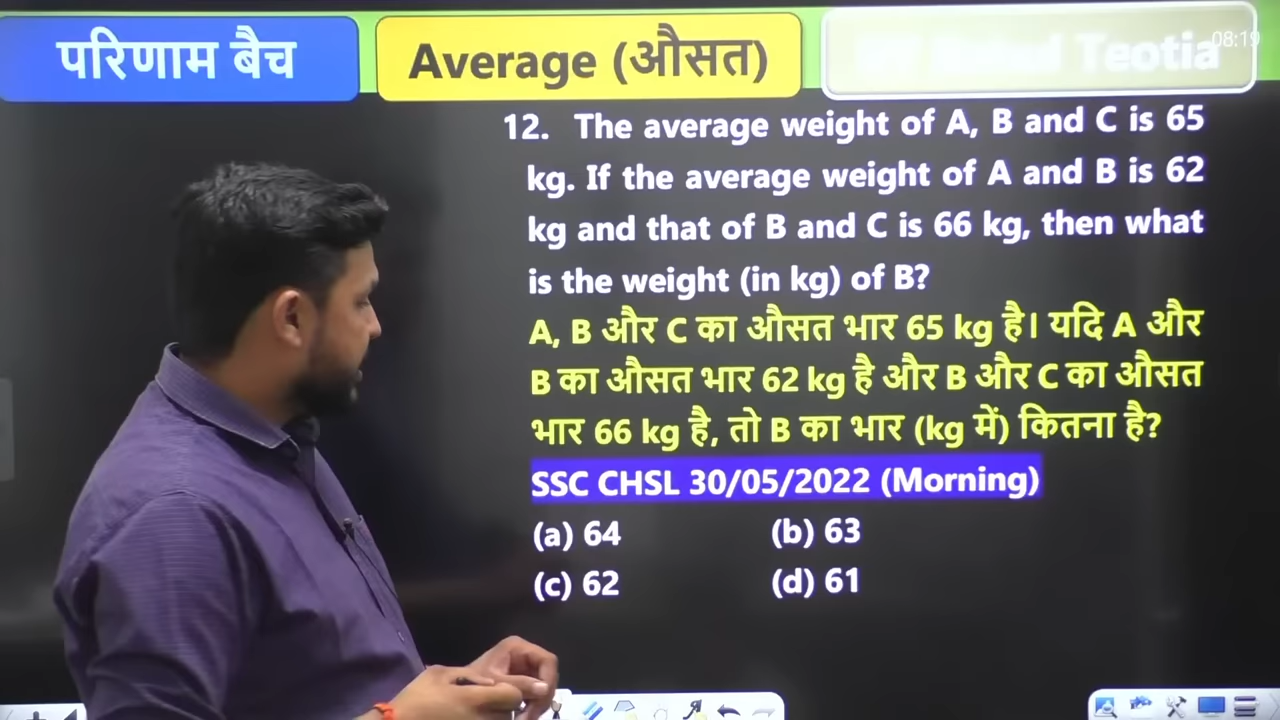 परिणाम बैच
Average (औसत)
Teotia
08:19
12. The average weight of A, B and C is 65
kg. If the average weight of A and B is 62
kg and that of B and C is 66 kg, then what
is the weight (in kg) of B?
A, B और C का औसत भार 65 kg है। यदि A और
B का औसत भार 62 kg है और B और C का औसत
भार 66 kg है, तो B का भार (kg में) कितना है?
SSC CHSL 30/05/2022 (Morning)
(a) 64 (b) 63
(c) 62 (d) 61